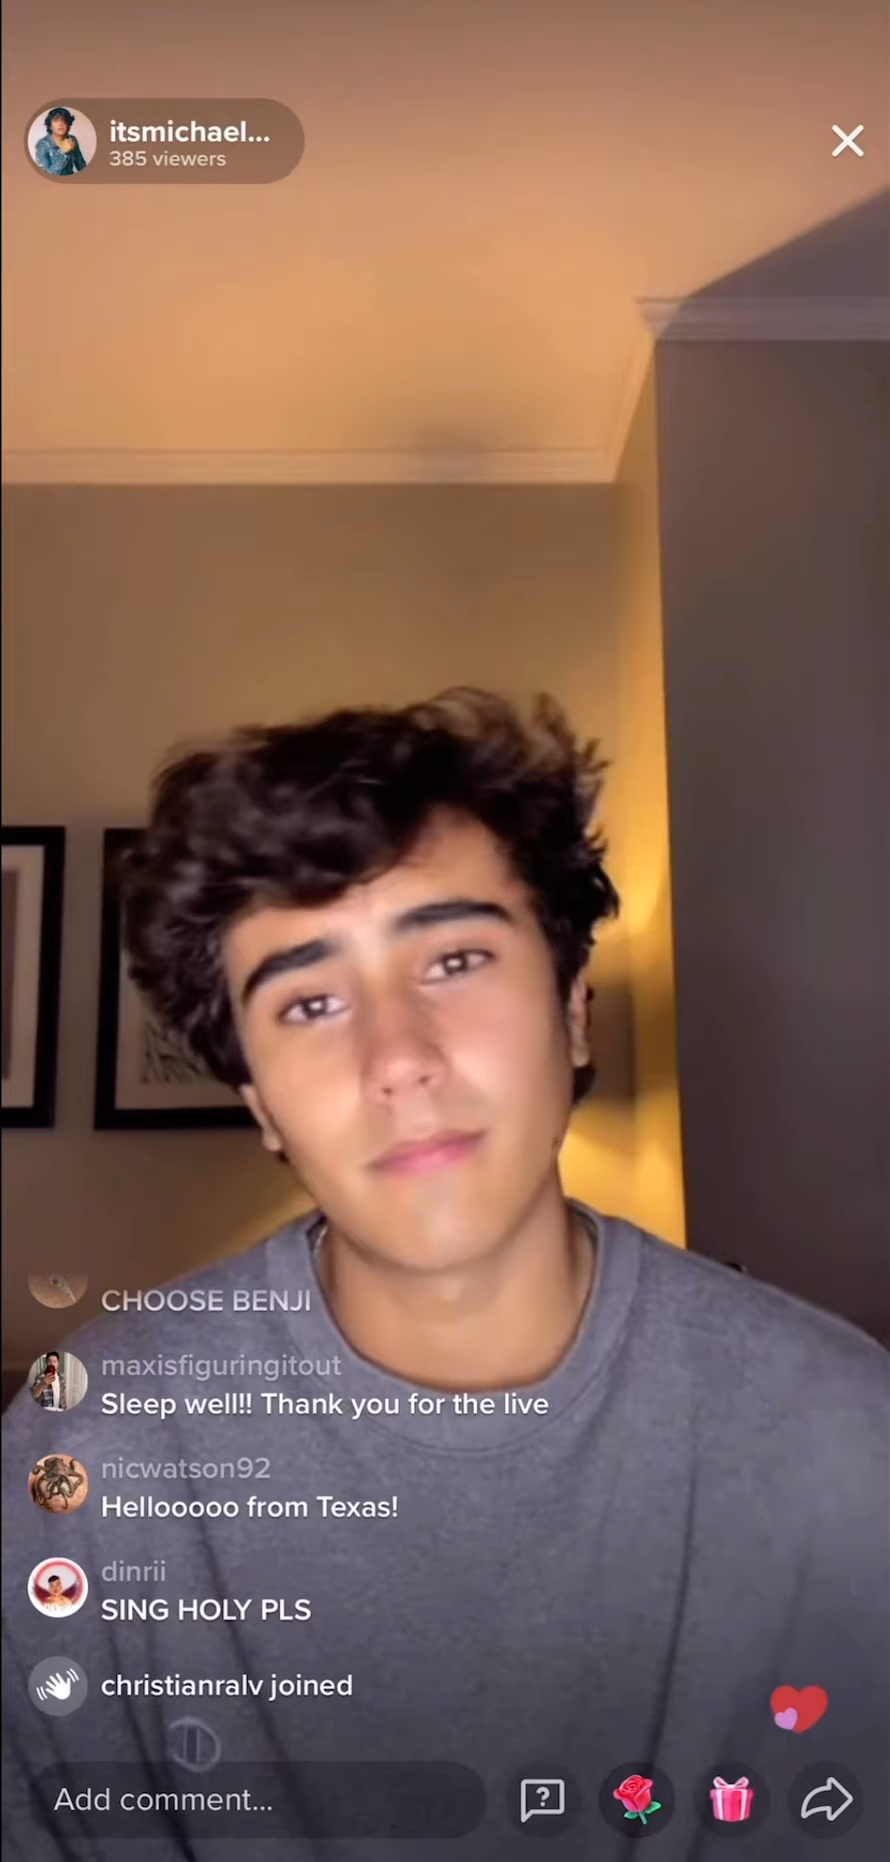 itsmichael...
385 viewers
CHOOSE BENJI
maxisfiguringitout
Sleep well!! Thank you for the live
nicwatson92
Hellooooo from Texas!
dinrii
SING HOLY PLS
christianralv joined
Add comment...